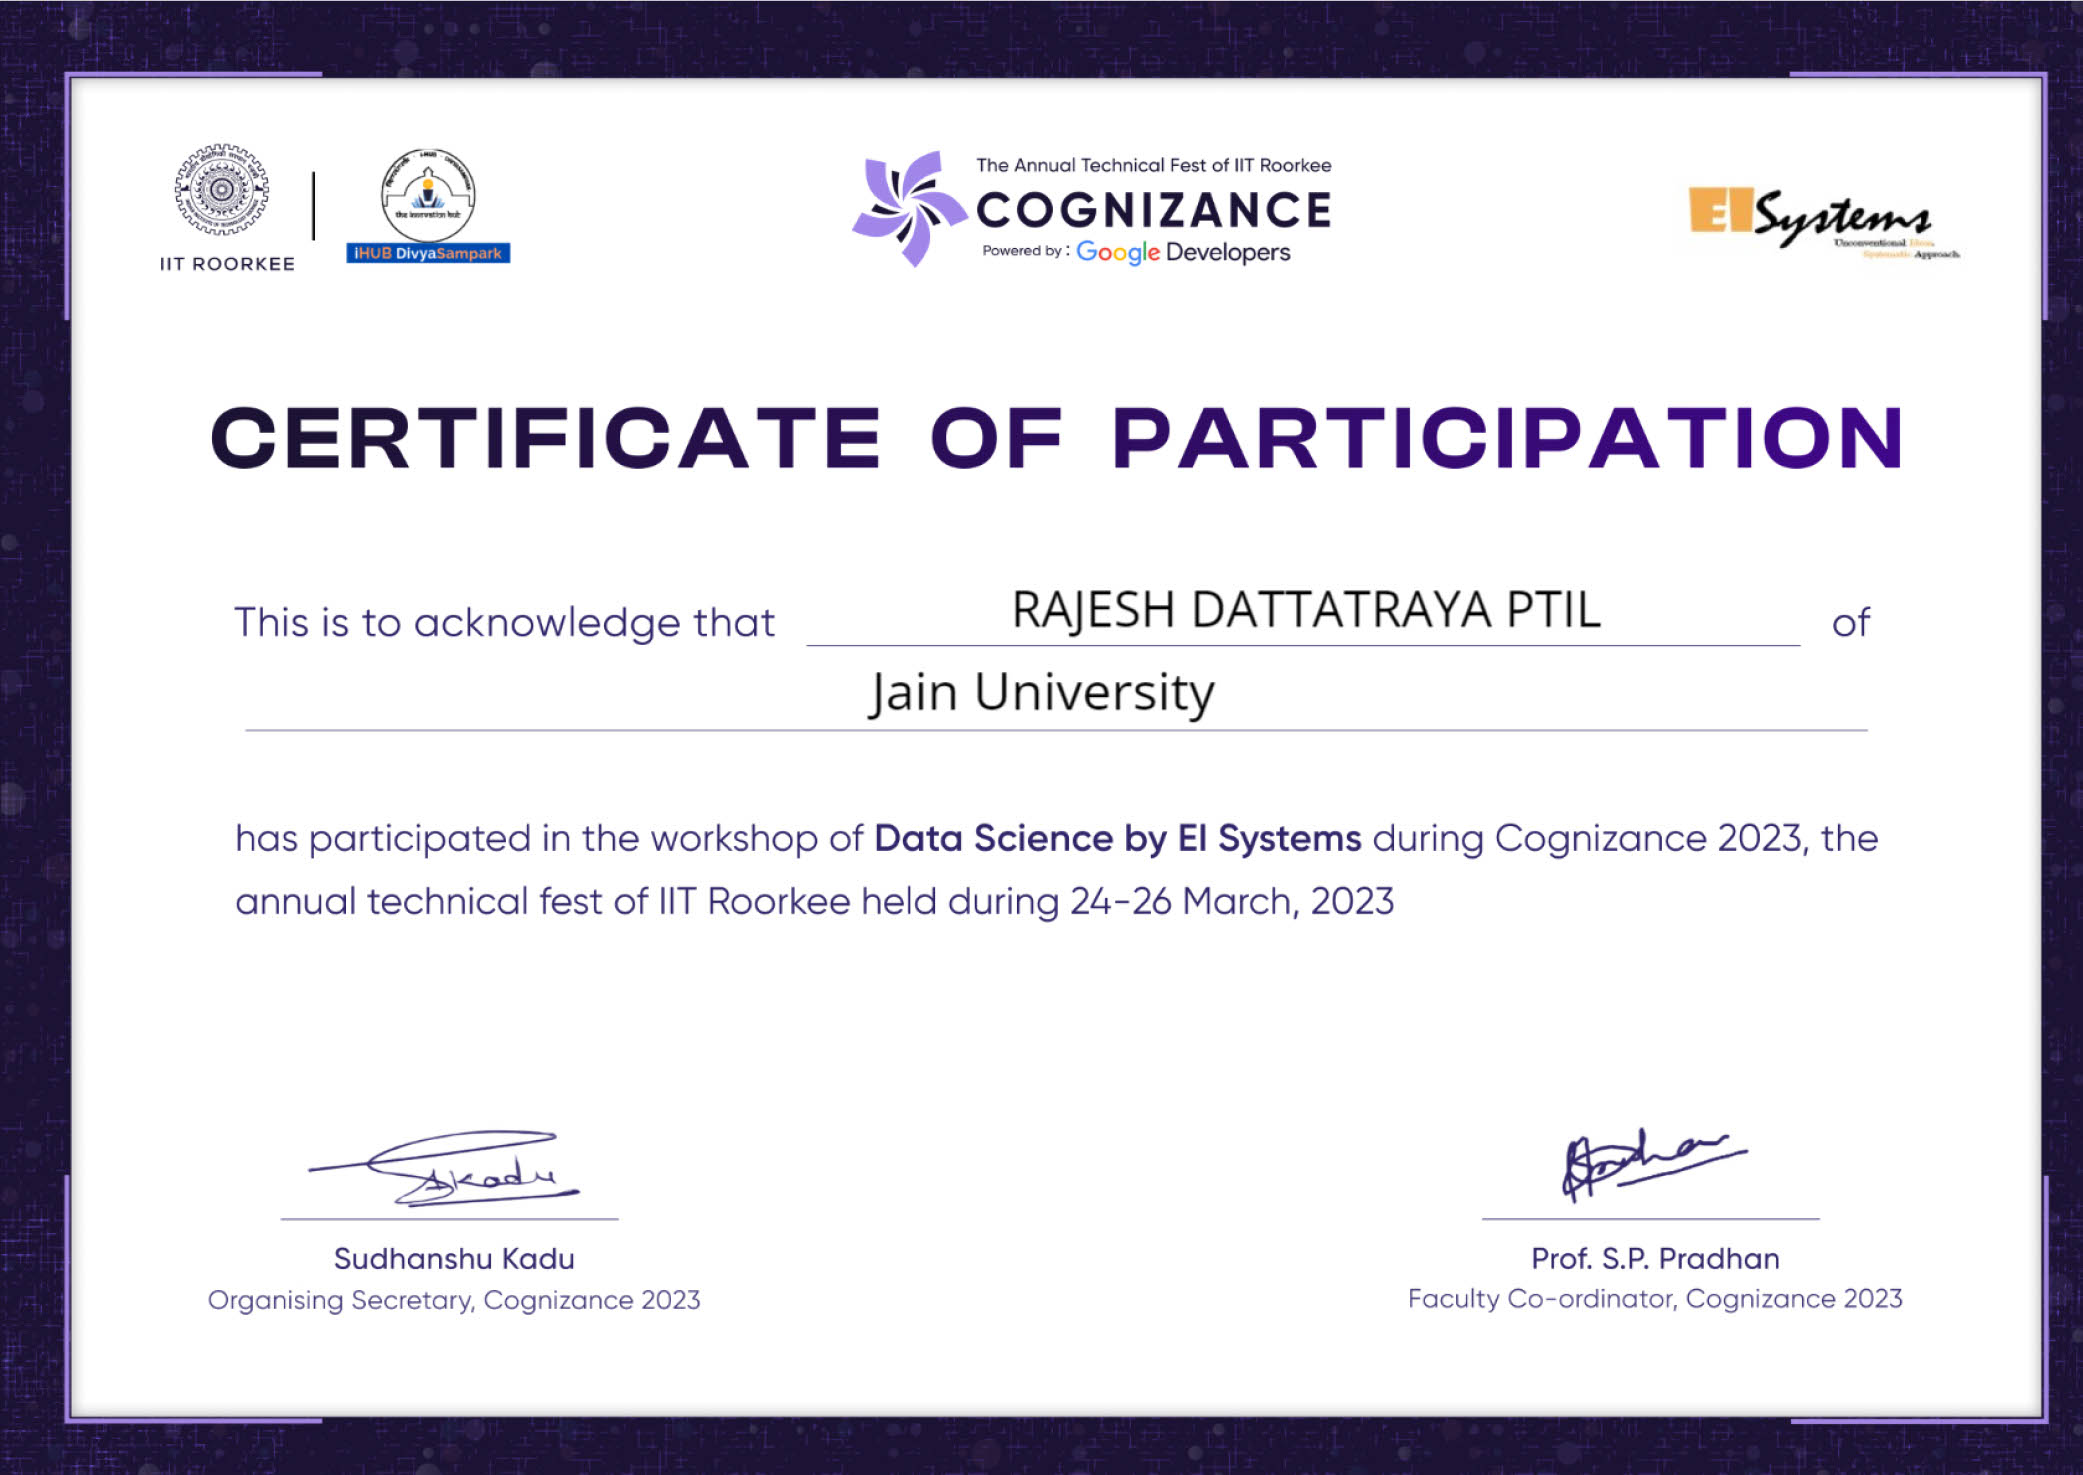 IIT ROORKEE
the innovation hub
iHUB DivyaSampark
The Annual Technical Fest of IIT Roorkee
COGNIZANCE
Powered by : Google Developers
EI Systems
Unconventional Ideas.
Systematic Approach.
CERTIFICATE OF PARTICIPATION
This is to acknowledge that RAJESH DATTATRAYA PTIL of
Jain University
has participated in the workshop of Data Science by EI Systems during Cognizance 2023, the
annual technical fest of IIT Roorkee held during 24-26 March, 2023
Sudhanshu Kadu
Organising Secretary, Cognizance 2023
Prof. S.P. Pradhan
Faculty Co-ordinator, Cognizance 2023